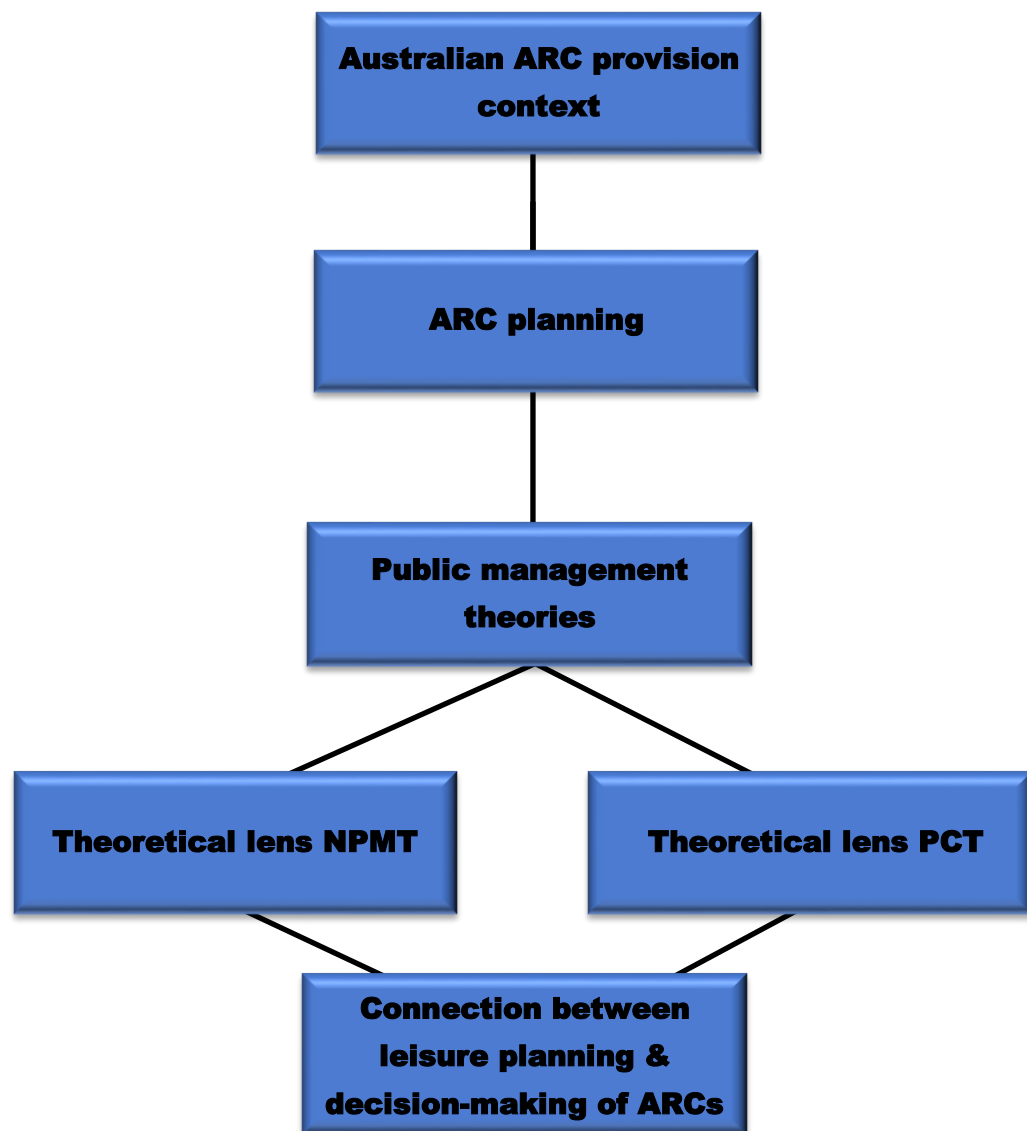 Australian ARC provision
context
ARC planning
Public management
theories
Theoretical lens NPMT
Theoretical lens PCT
Connection between
leisure planning &
decision-making of ARCs